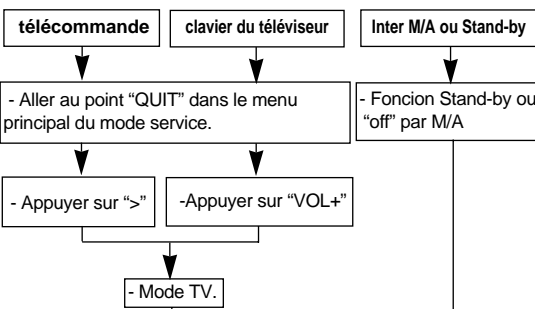 télécommande
clavier du téléviseur
Inter M/A ou Stand-by
- Aller au point “QUIT” dans le menu
principal du mode service.
- Foncion Stand-by ou
“off” par M/A
- Appuyer sur “>”
-Appuyer sur “VOL+”
- Mode TV.